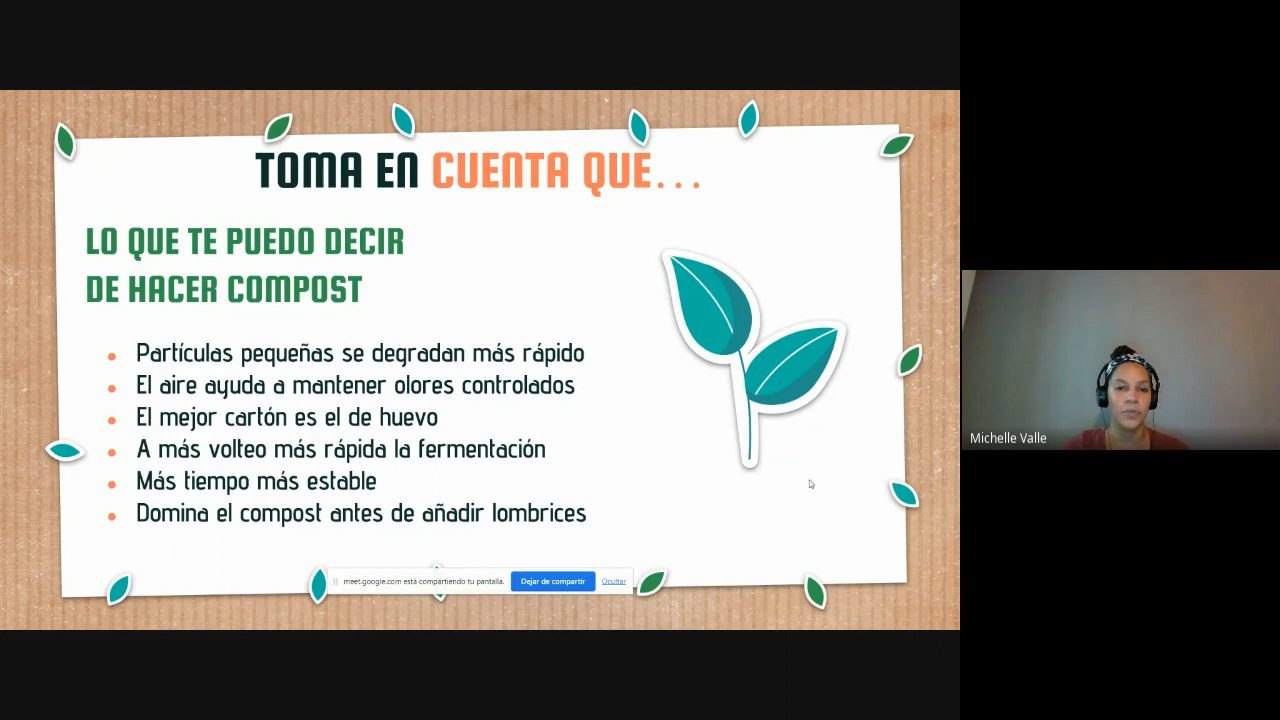 TOMA EN CUENTA QUE...
LO QUE TE PUEDO DECIR
DE HACER COMPOST
Partículas pequeñas se degradan más rápido
El aire ayuda a mantener olores controlados
El mejor cartón es el de huevo
A más volteo más rápida la fermentación
Más tiempo más estable
Domina el compost antes de añadir lombrices
meet.google.com está compartiendo tu pantalla.
Dejar de compartir
Ocultar
Michelle Valle